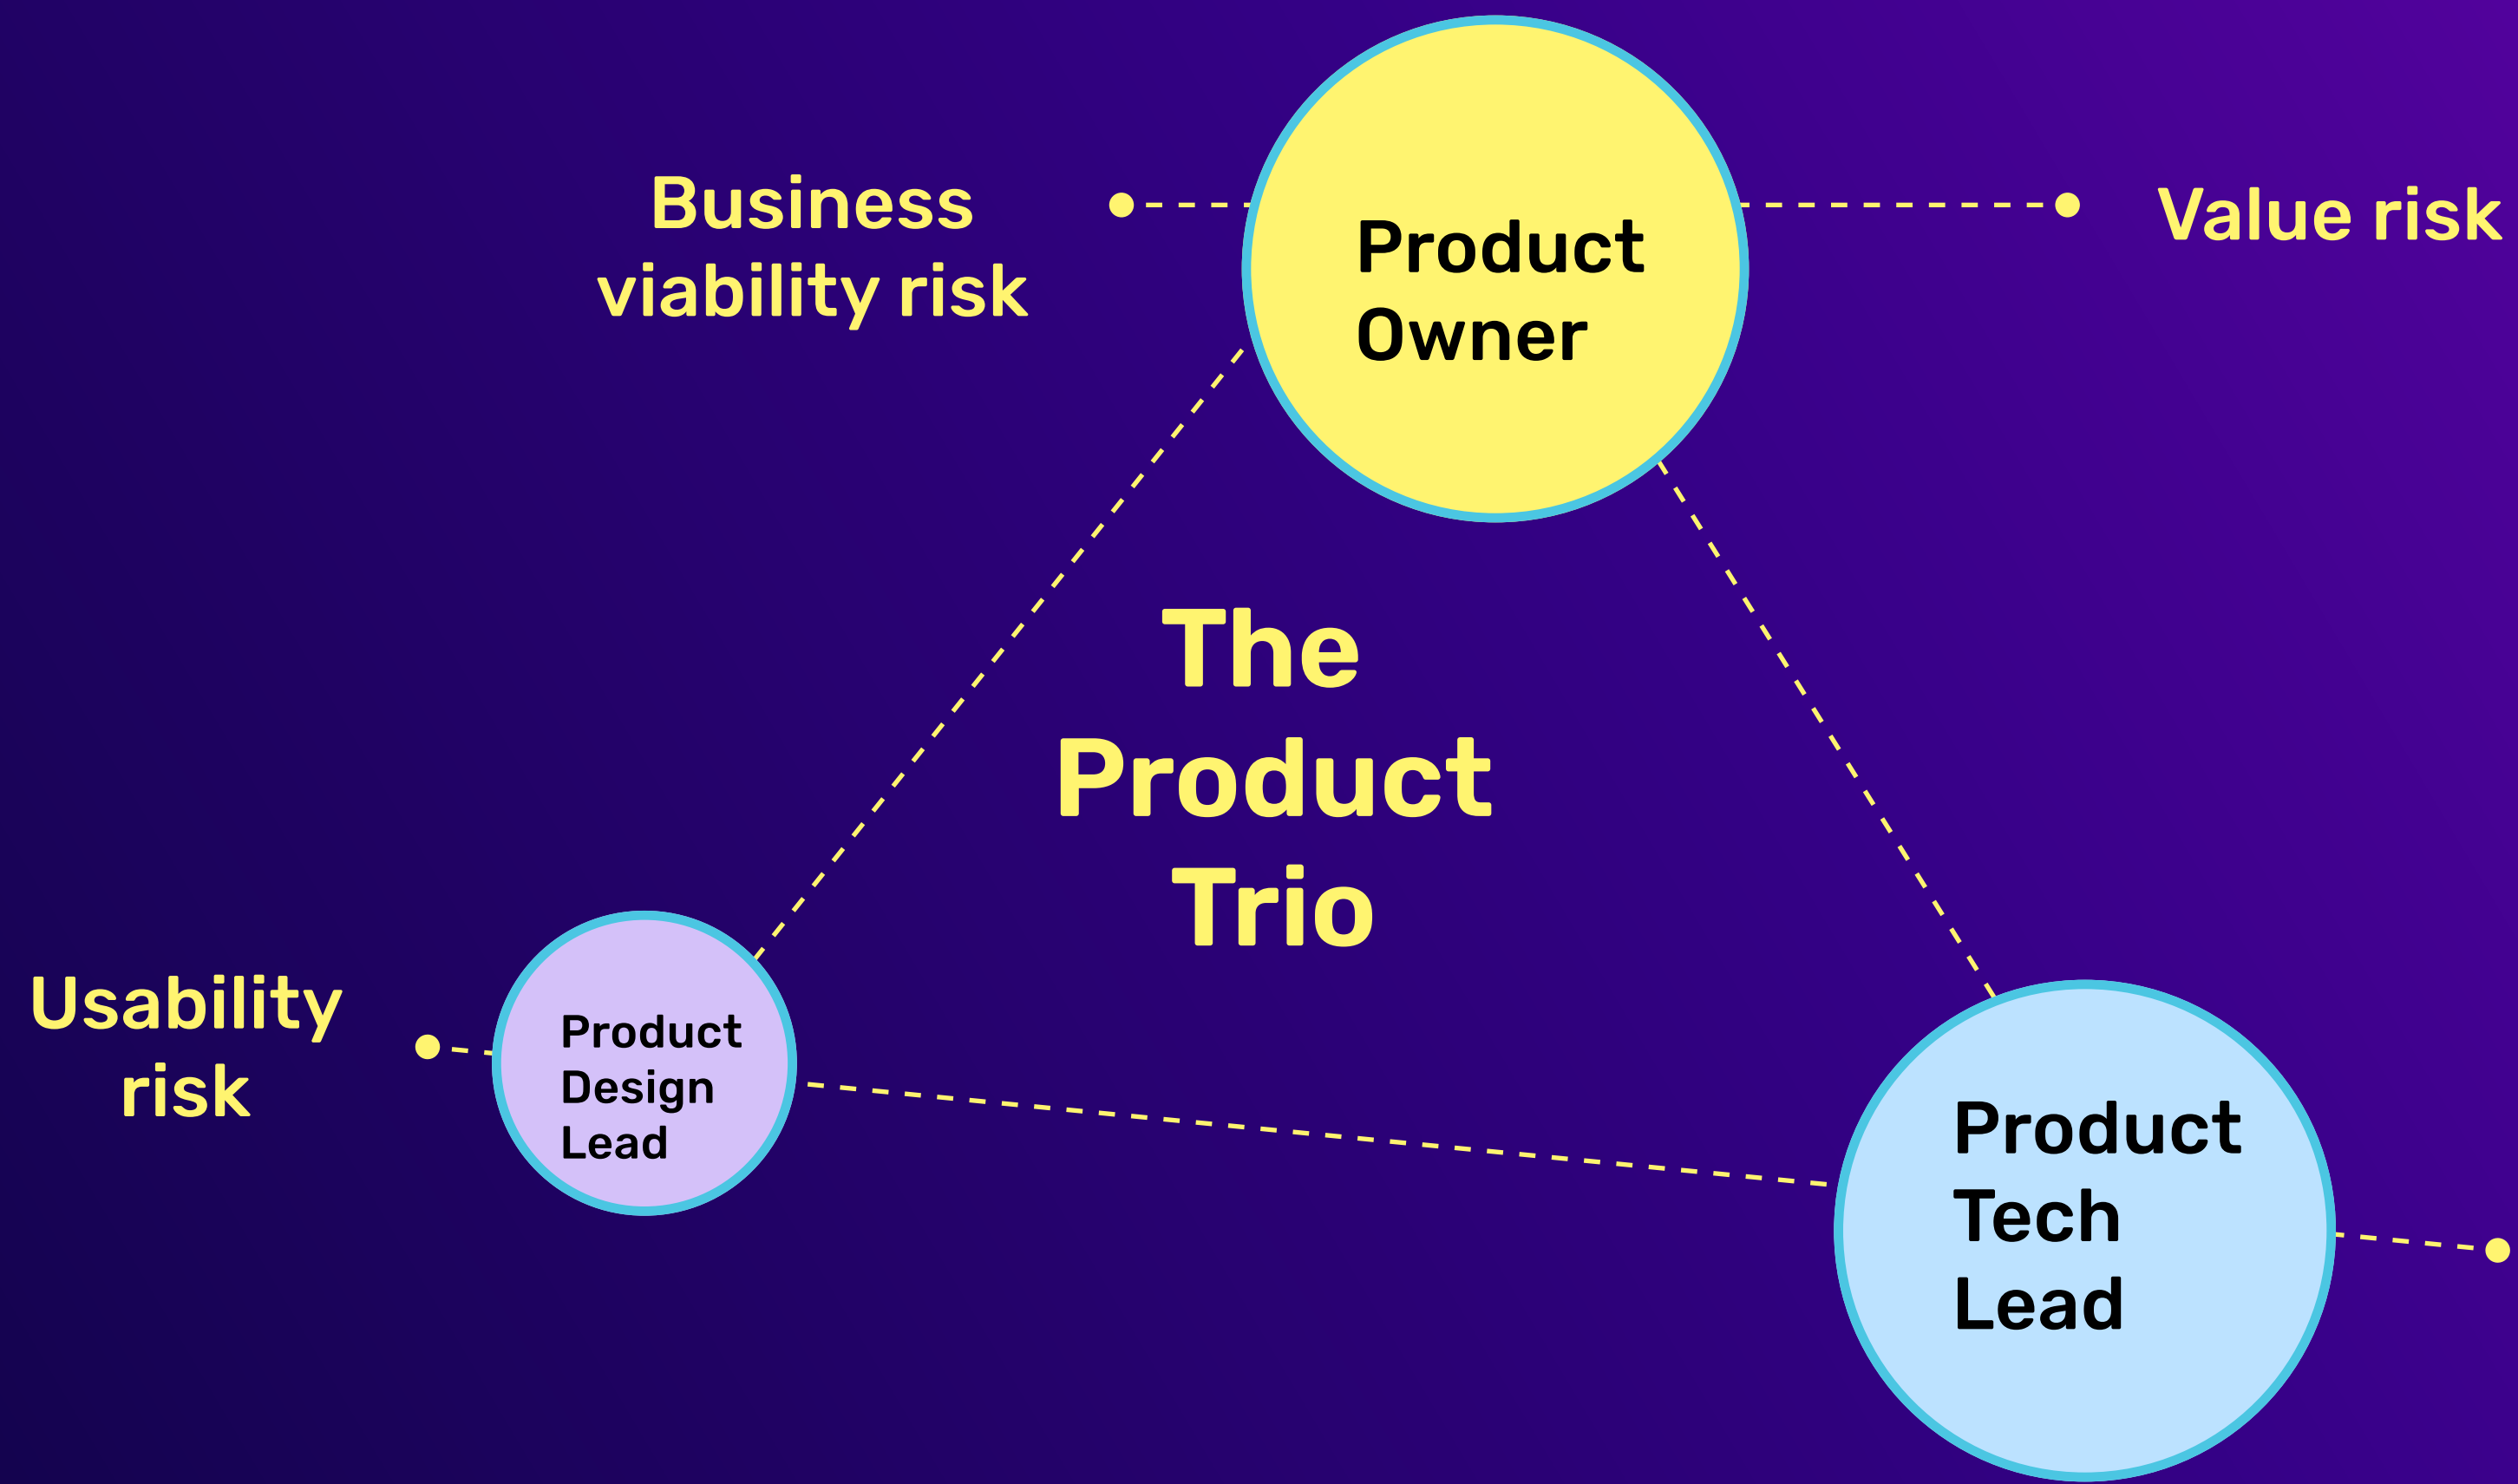 Business
viability risk
Product
Owner
Value risk
The
Product
Trio
Usability
risk
Product
Design
Lead
Product
Tech
Lead